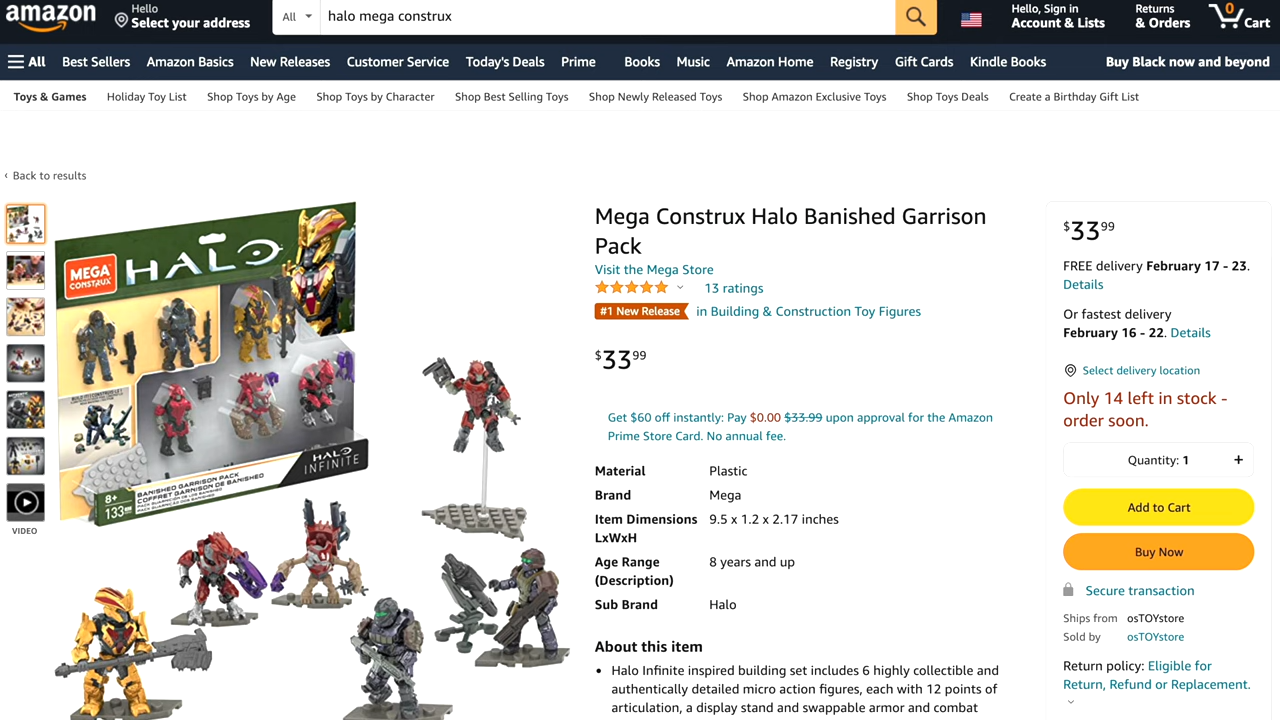 amazon
Hello
Select your address
All
halo mega construx
Hello, Sign in
Account & Lists
Returns
& Orders
0
Cart
All
Best Sellers
Amazon Basics
New Releases
Customer Service
Today's Deals
Prime
Books
Music
Amazon Home
Registry
Gift Cards
Kindle Books
Buy Black now and beyond
Toys & Games
Holiday Toy List
Shop Toys by Age
Shop Toys by Character
Shop Best Selling Toys
Shop Newly Released Toys
Shop Amazon Exclusive Toys
Shop Toys Deals
Create a Birthday Gift List
‹ Back to results
VIDEO
MEGA
CONSTRUX
HALO
HALO
INFINITE
8+
133
BANISHED GARRISON PACK
COFFRET GARNISON DE BANISHED
Mega Construx Halo Banished Garrison
Pack
Visit the Mega Store
13 ratings
#1 New Release
in Building & Construction Toy Figures
$33.99
Get $60 off instantly: Pay $0.00 $33.99 upon approval for the Amazon
Prime Store Card. No annual fee.
Material Plastic
Brand Mega
Item Dimensions 9.5 x 1.2 x 2.17 inches
LxWxH
Age Range 8 years and up
(Description)
Sub Brand Halo
About this item
• Halo Infinite inspired building set includes 6 highly collectible and
authentically detailed micro action figures, each with 12 points of
articulation, a display stand and swappable armor and combat
$33.99
FREE delivery February 17 - 23.
Details
Or fastest delivery
February 16 - 22. Details
Select delivery location
Only 14 left in stock -
order soon.
Quantity: 1 +
Add to Cart
Buy Now
Secure transaction
Ships from osTOYstore
Sold by osTOYstore
Return policy: Eligible for
Return, Refund or Replacement.